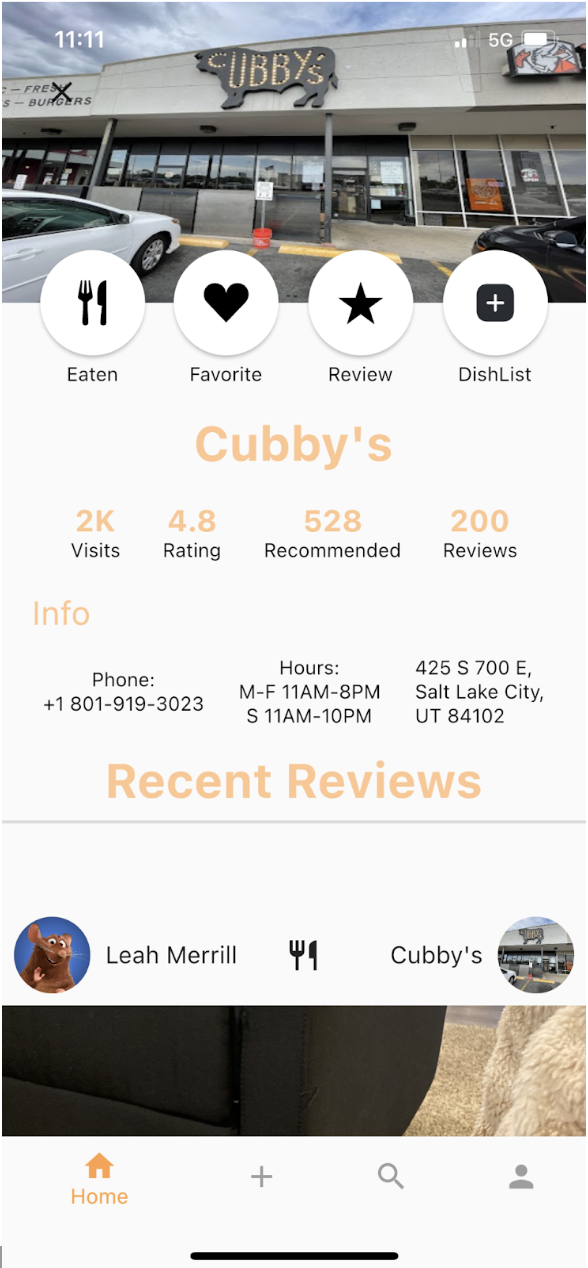 11:11
5G
CUBBY'S
C — FRESH
S — BURGERS
OPEN
Eaten
Favorite
Review
DishList
Cubby's
2K
4.8
528
200
Visits
Rating
Recommended
Reviews
Info
Phone:
+1 801-919-3023
Hours:
M-F 11AM-8PM
S 11AM-10PM
425 S 700 E,
Salt Lake City,
UT 84102
Recent Reviews
Leah Merrill
Cubby's
Home